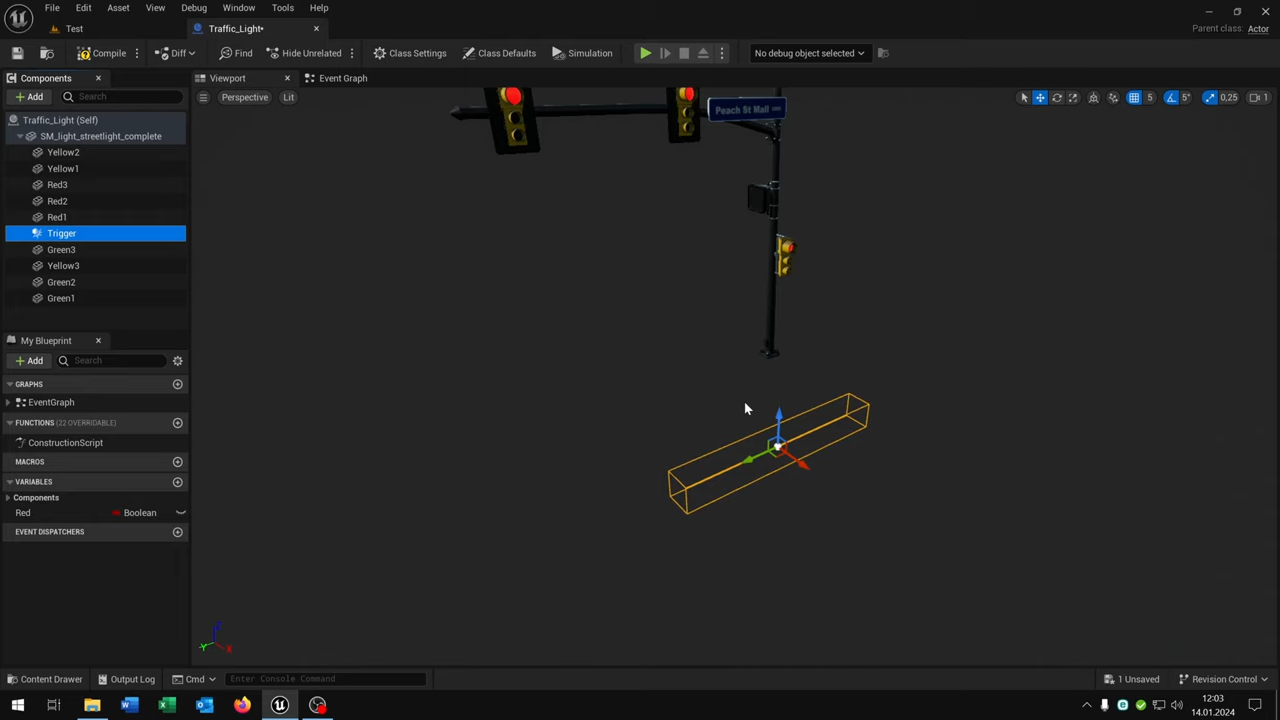 File Edit Asset View Debug Window Tools Help
Test Traffic_Light•
Parent class: Actor
Compile Diff Find Hide Unrelated Class Settings Class Defaults Simulation No debug object selected
Components Viewport Event Graph
Add Search Perspective Lit 5 5° 0,25 1
Traffic_Light (Self)
SM_light_streetlight_complete
Yellow2
Yellow1
Red3
Red2
Red1
Trigger
Green3
Yellow3
Green2
Green1
Peach St Mall
My Blueprint
Add Search
GRAPHS
EventGraph
FUNCTIONS (22 OVERRIDABLE)
ConstructionScript
MACROS
VARIABLES
Components
Red Boolean
EVENT DISPATCHERS
Z
Y X
Content Drawer Output Log Cmd Enter Console Command 1 Unsaved Revision Control
12:03
14.01.2024